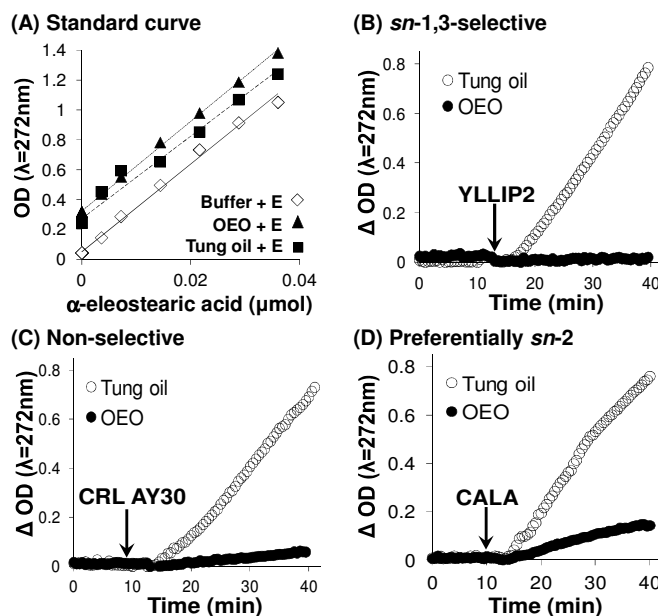 (A) Standard curve
OD (λ=272nm)
1.4
1.2
1
0.8
0.6
0.4
0.2
0
Buffer + E
OEO + E
Tung oil + E
0
0.02
0.04
α-eleostearic acid (µmol)
(B) sn-1,3-selective
Δ OD (λ=272nm)
0.8
0.6
0.4
0.2
0
Tung oil
OEO
YLLIP2
0 10 20 30 40
Time (min)
(C) Non-selective
Δ OD (λ=272nm)
0.8
0.6
0.4
0.2
0
Tung oil
OEO
CRL AY30
0 10 20 30 40
Time (min)
(D) Preferentially sn-2
Δ OD (λ=272nm)
0.8
0.6
0.4
0.2
0
Tung oil
OEO
CALA
0 10 20 30 40
Time (min)